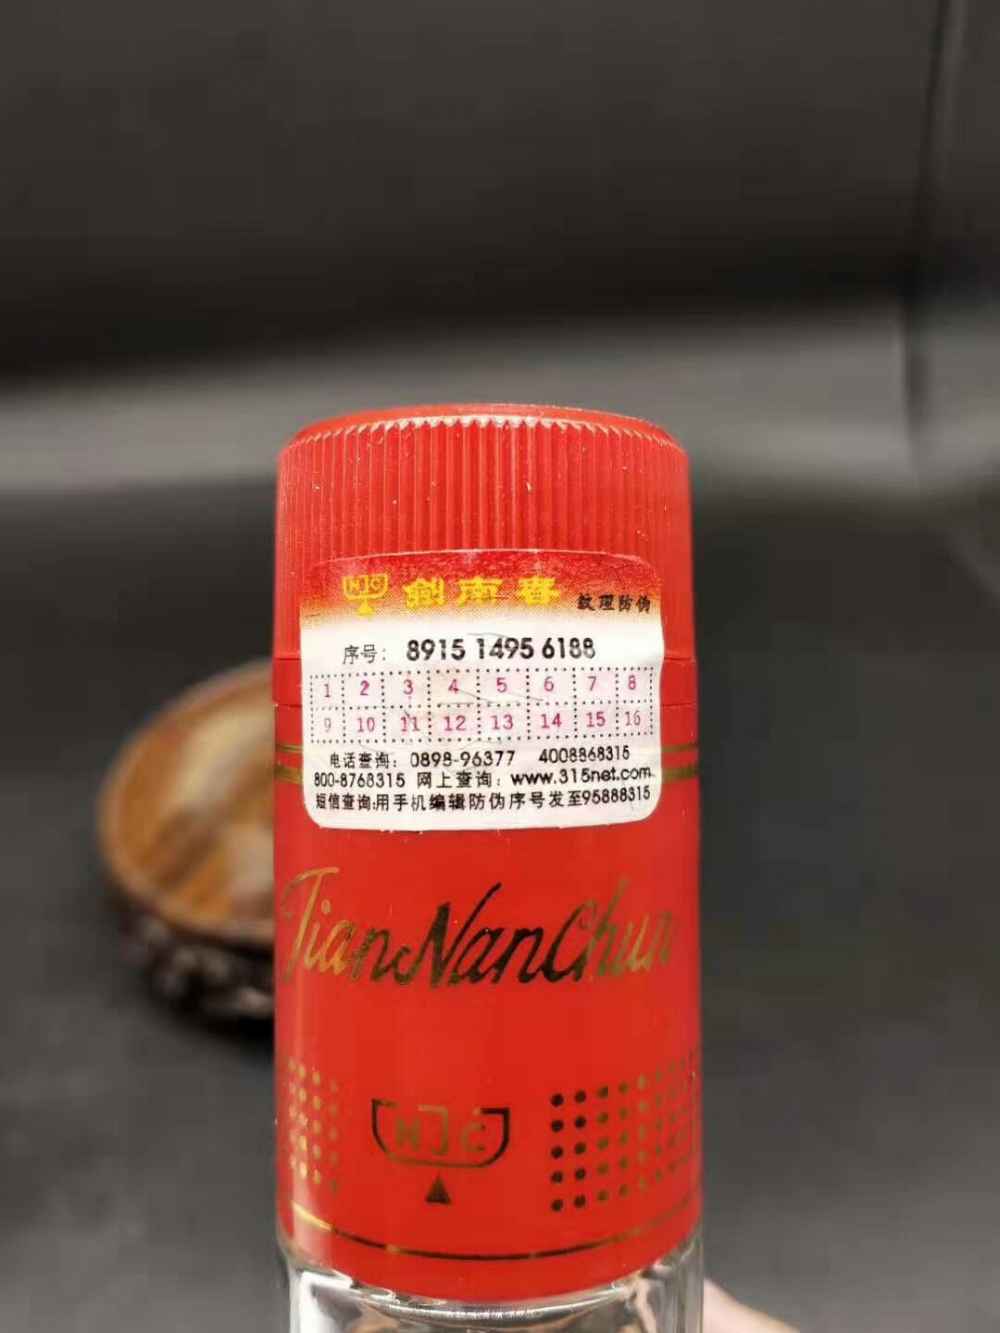 NJC 剑南春 纹理防伪
序号: 8915 1495 6188
1 2 3 4 5 6 7 8
9 10 11 12 13 14 15 16
电话查询: 0898-96377 4008868315
800-8768315 网上查询: www.315net.com
短信查询:用手机编辑防伪序号发至95888315
JianNanChun
NJC